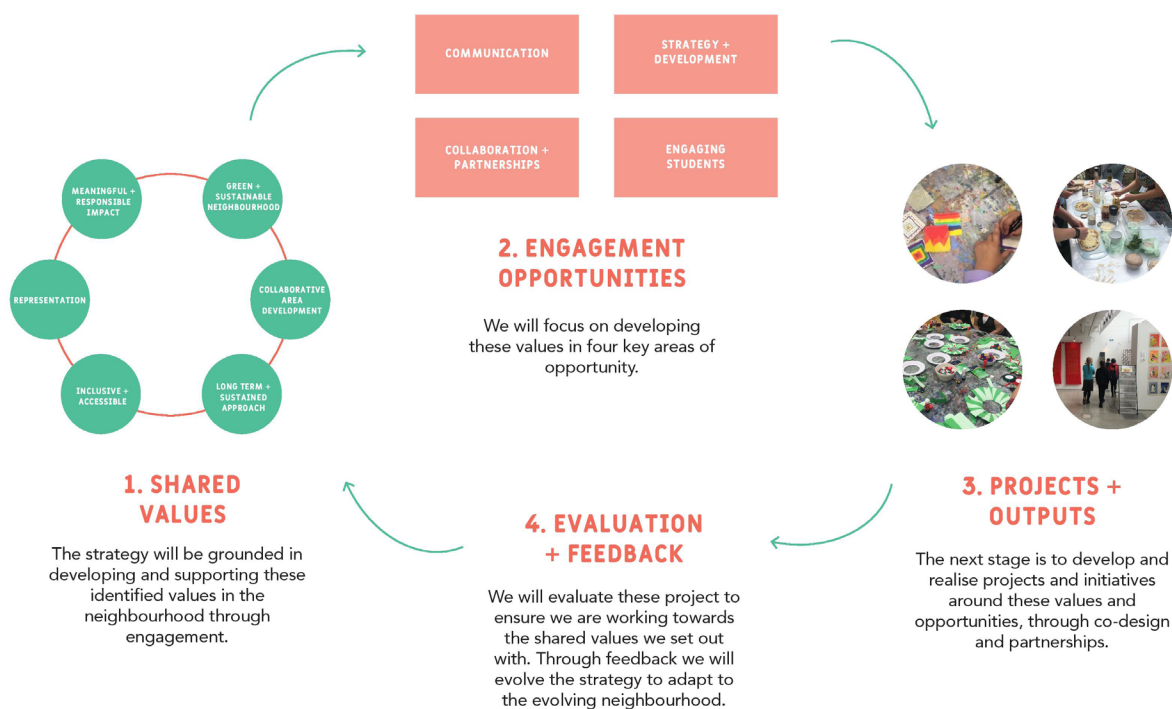 MEANINGFUL +
RESPONSIBLE
IMPACT
GREEN +
SUSTAINABLE
NEIGHBOURHOOD
REPRESENTATION
COLLABORATIVE
AREA
DEVELOPMENT
INCLUSIVE +
ACCESSIBLE
LONG TERM +
SUSTAINED
APPROACH
1. SHARED
VALUES
The strategy will be grounded in
developing and supporting these
identified values in the
neighbourhood through
engagement.
COMMUNICATION
STRATEGY +
DEVELOPMENT
COLLABORATION +
PARTNERSHIPS
ENGAGING
STUDENTS
2. ENGAGEMENT
OPPORTUNITIES
We will focus on developing
these values in four key areas of
opportunity.
3. PROJECTS +
OUTPUTS
The next stage is to develop and
realise projects and initiatives
around these values and
opportunities, through co-design
and partnerships.
4. EVALUATION
+ FEEDBACK
We will evaluate these project to
ensure we are working towards
the shared values we set out
with. Through feedback we will
evolve the strategy to adapt to
the evolving neighbourhood.